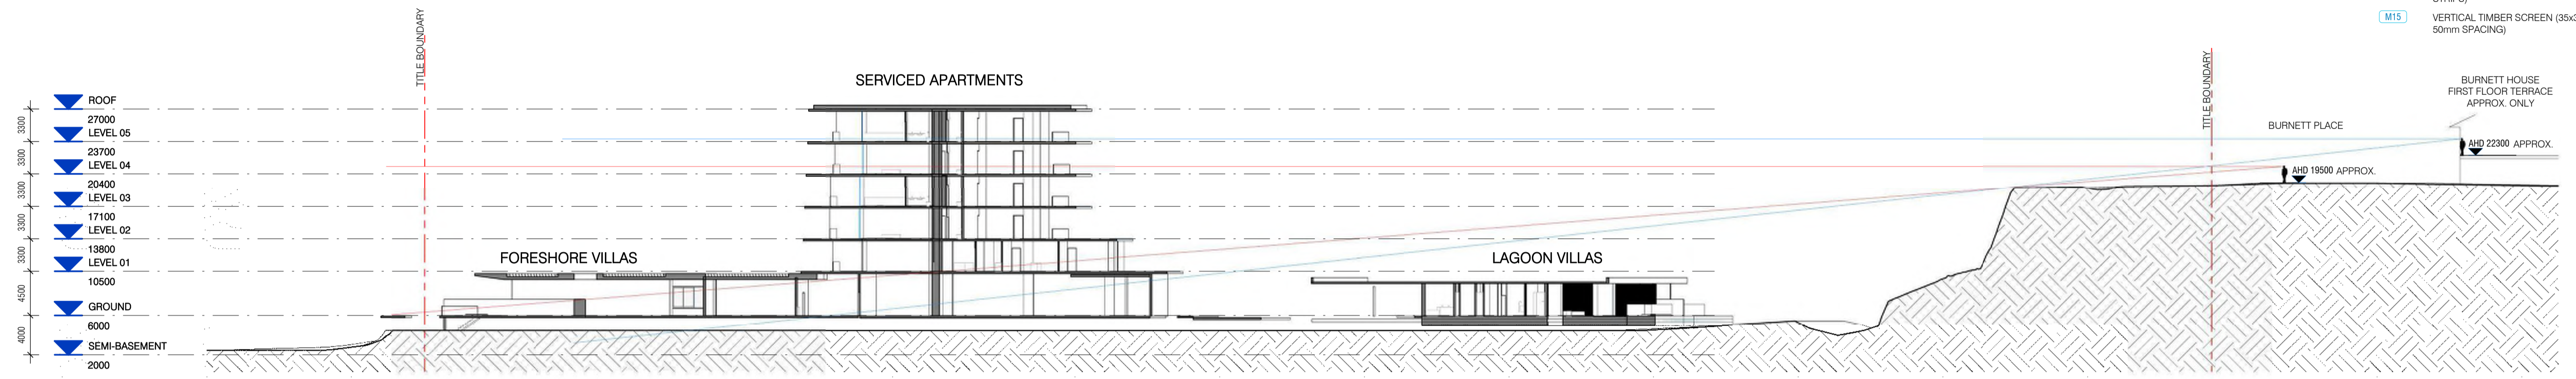 STRIPS)
M15 VERTICAL TIMBER SCREEN (35x3
50mm SPACING)
TITLE BOUNDARY
SERVICED APARTMENTS
TITLE BOUNDARY
BURNETT HOUSE
FIRST FLOOR TERRACE
APPROX. ONLY
BURNETT PLACE
AHD 22300 APPROX.
AHD 19500 APPROX.
ROOF
27000
3300
LEVEL 05
23700
3300
LEVEL 04
20400
3300
LEVEL 03
17100
3300
LEVEL 02
13800
3300
LEVEL 01
10500
4500
GROUND
6000
4000
SEMI-BASEMENT
2000
FORESHORE VILLAS
LAGOON VILLAS